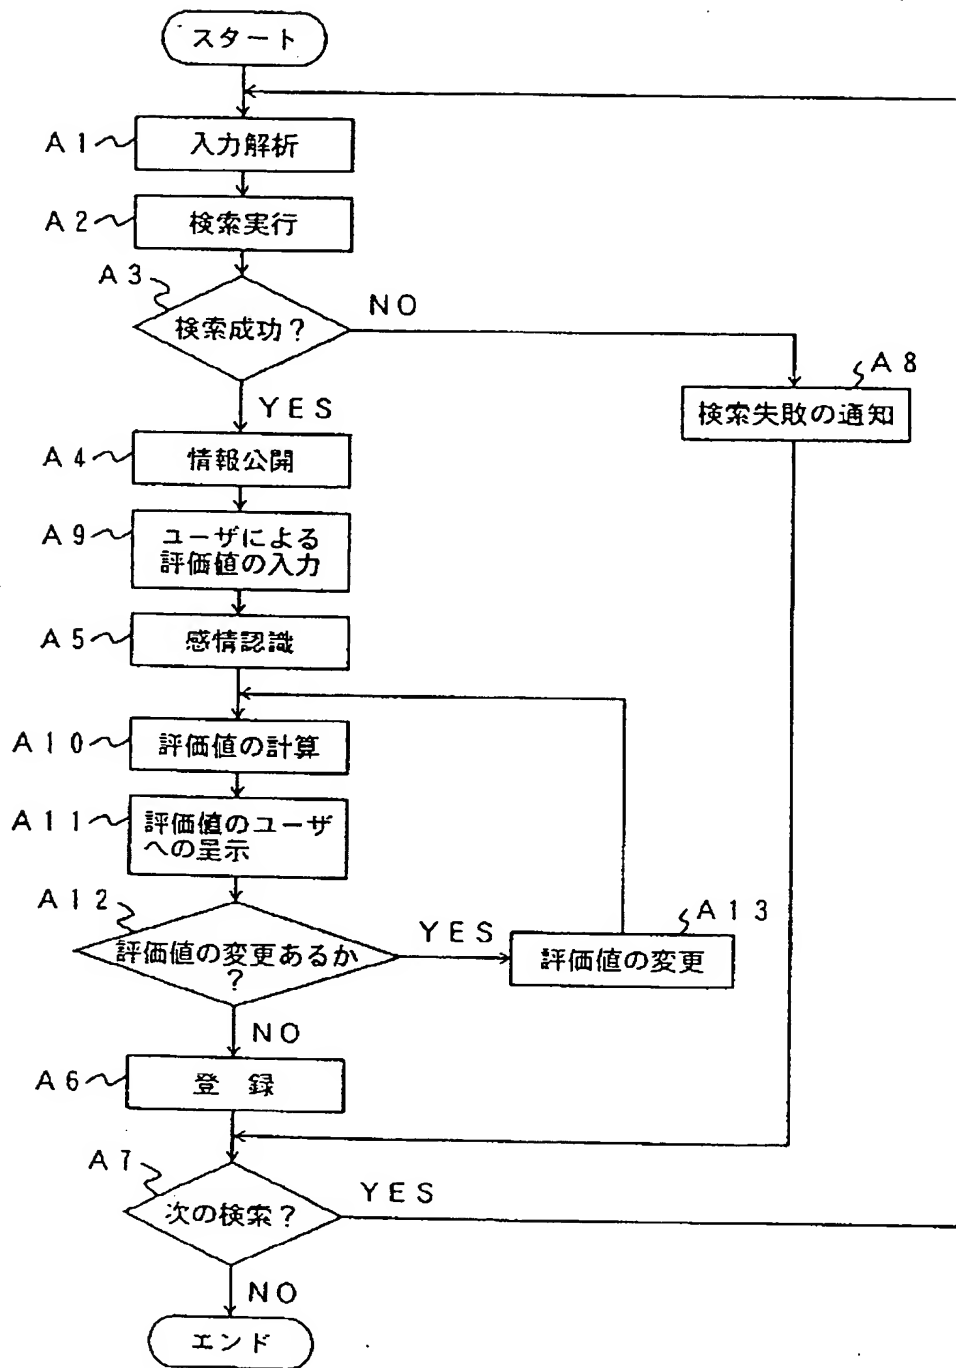 スタート
A1
入力解析
A2
検索実行
A3
検索成功？
NO
YES
A8
検索失敗の通知
A4
情報公開
A9
ユーザによる
評価値の入力
A5
感情認識
A10
評価値の計算
A11
評価値のユーザ
への呈示
A12
評価値の変更あるか
？
YES
A13
評価値の変更
NO
A6
登 録
A7
次の検索？
YES
NO
エンド